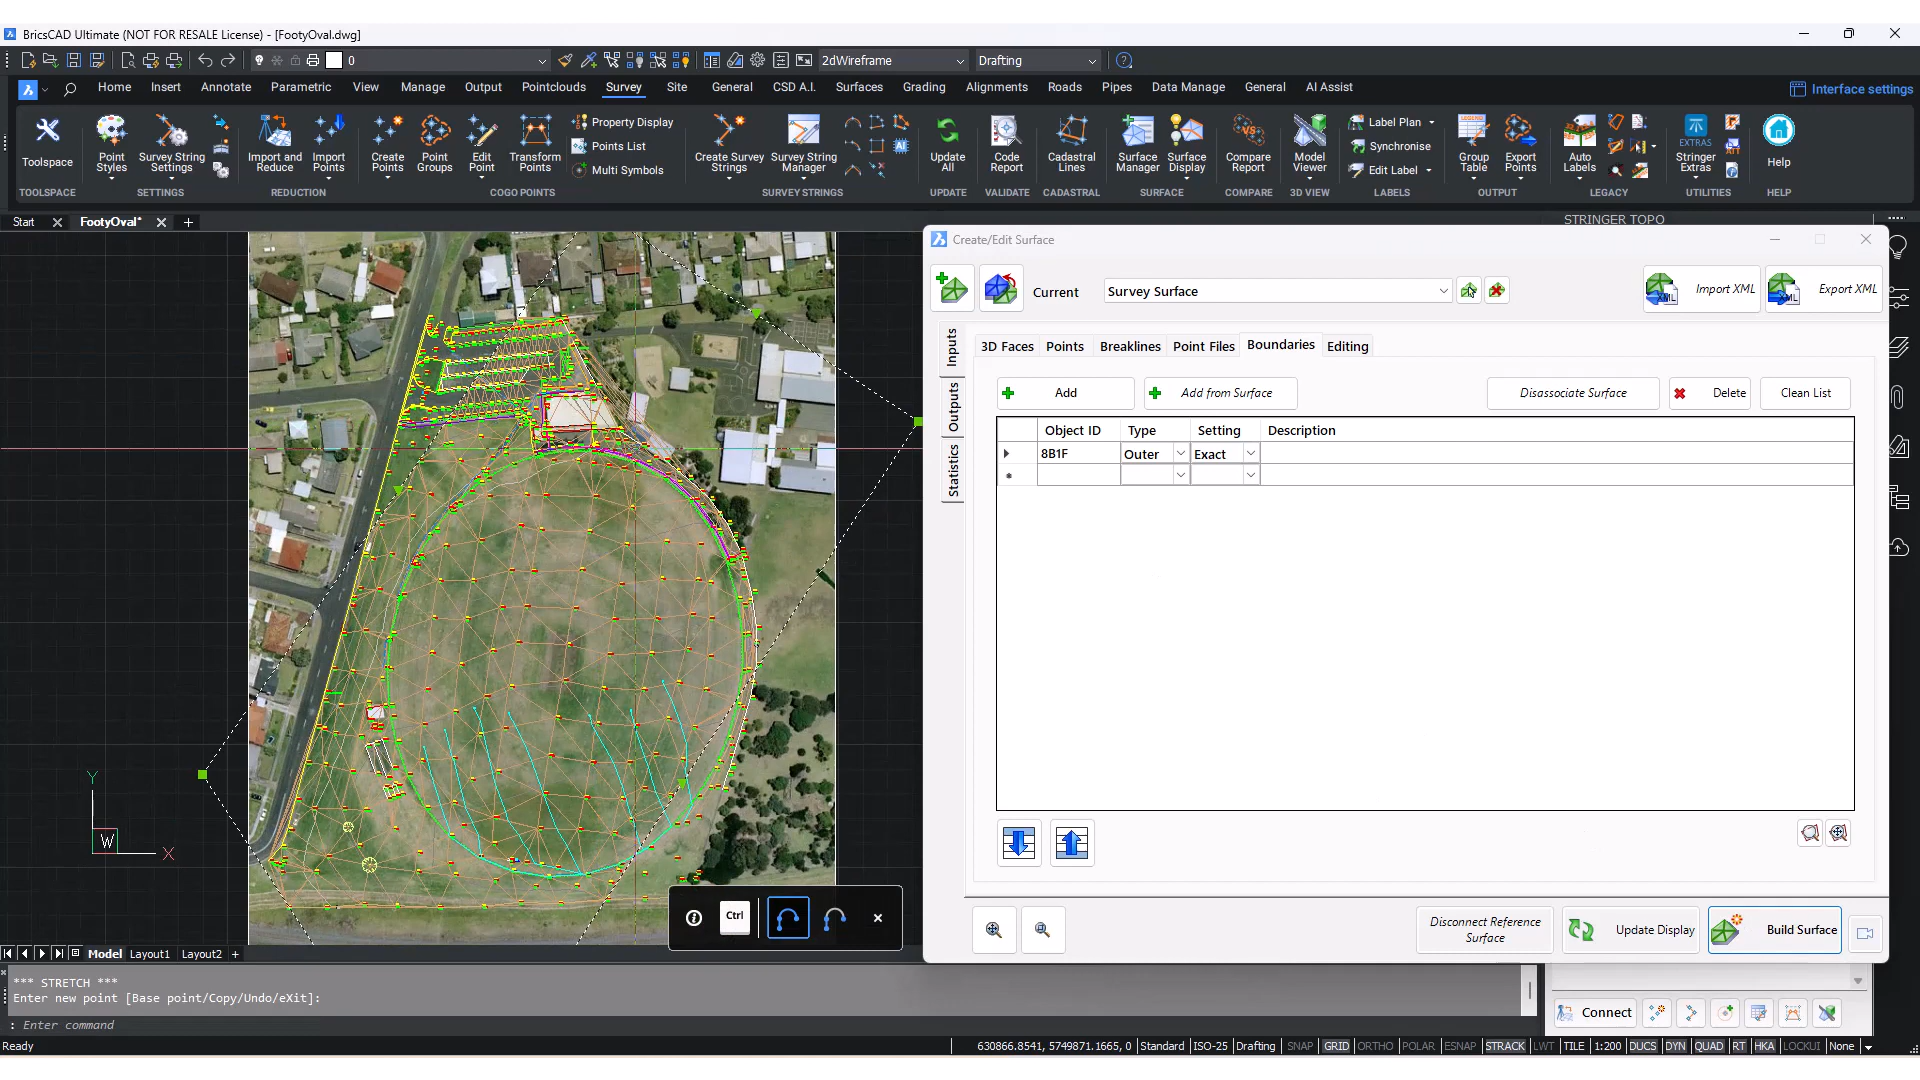 BricsCAD Ultimate (NOT FOR RESALE License) - [FootyOval.dwg]
0
2dWireframe
Drafting
Home Insert Annotate Parametric View Manage Output Pointclouds Survey Site General CSD A.I. Surfaces Grading Alignments Roads Pipes Data Manage General AI Assist
Interface settings
Toolspace
Point Styles
Survey String Settings
Import and Reduce
Import Points
Create Points
Point Groups
Edit Point
Transform Points
Property Display
Points List
Multi Symbols
Create Survey Strings
Survey String Manager
Update All
Code Report
Cadastral Lines
Surface Manager
Surface Display
Compare Report
Model Viewer
Label Plan
Synchronise
Edit Label
Group Table
Export Points
Auto Labels
EXTRAS
Stringer Extras
Help
TOOLSPACE SETTINGS REDUCTION COGO POINTS SURVEY STRINGS UPDATE VALIDATE CADASTRAL SURFACE COMPARE 3D VIEW LABELS OUTPUT LEGACY UTILITIES HELP
Start FootyOval*
STRINGER TOPO
Create/Edit Surface
Current Survey Surface
Import XML
Export XML
Inputs
Outputs
Statistics
3D Faces Points Breaklines Point Files Boundaries Editing
Add
Add from Surface
Disassociate Surface
Delete
Clean List
Object ID Type Setting Description
8B1F Outer Exact
Y
W
X
Ctrl
Disconnect Reference
Surface
Update Display
Build Surface
Model Layout1 Layout2 +
*** STRETCH ***
Enter new point [Base point/Copy/Undo/eXit]:
: Enter command
Connect
Ready
630866.8541, 5749871.1665, 0 Standard ISO-25 Drafting SNAP GRID ORTHO POLAR ESNAP STRACK LWT TILE 1:200 DUCS DYN QUAD RT HKA LOCKUI None